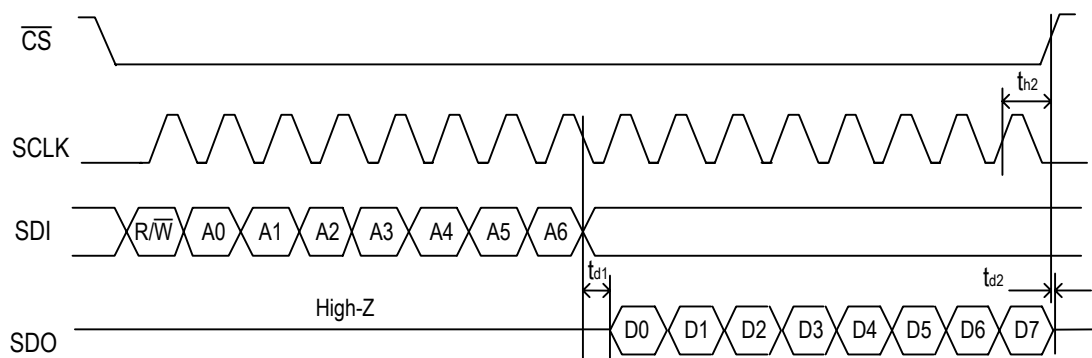 C̅S̅
th2
SCLK
SDI R/W̅ A0 A1 A2 A3 A4 A5 A6
td1 td2
High-Z
SDO D0 D1 D2 D3 D4 D5 D6 D7